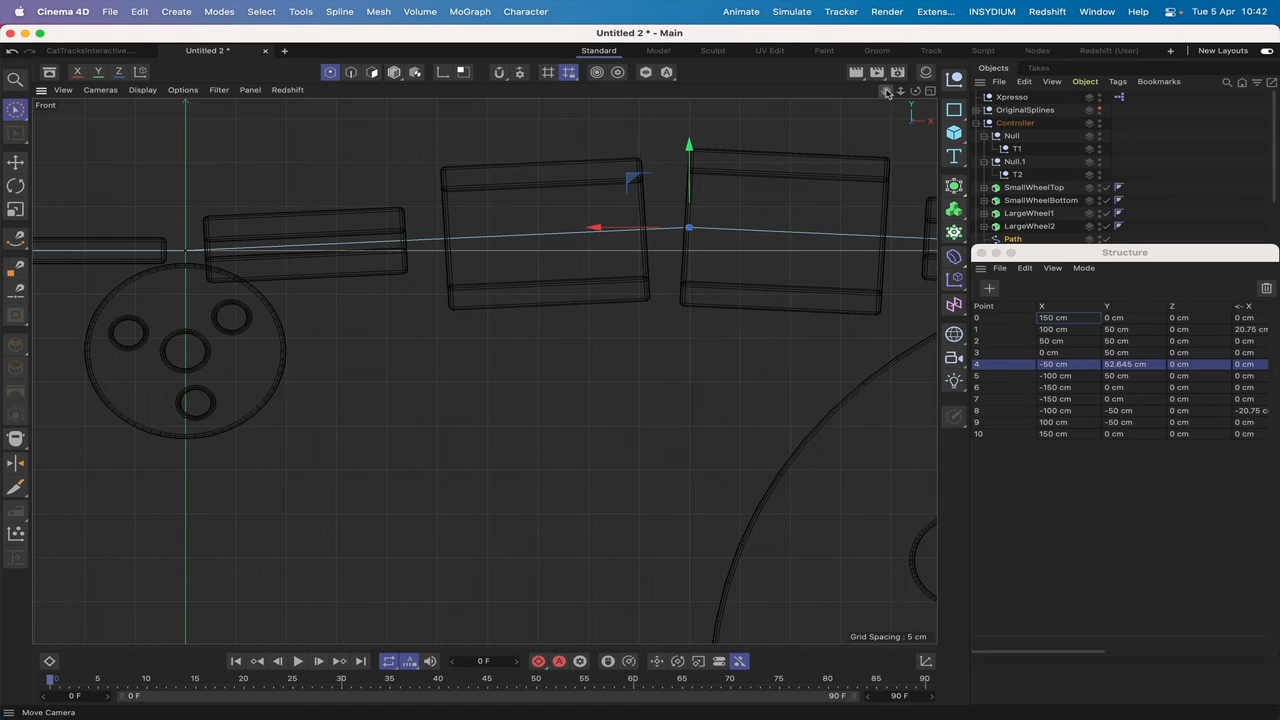 Cinema 4D File Edit Create Modes Select Tools Spline Mesh Volume MoGraph Character Animate Simulate Tracker Render Exten... INSYDIUM Redshift Window Help Tue 5 Apr 10:42
Untitled 2 * - Main
CatTracksInteractive.... Untitled 2 * Standard Model Sculpt UV Edit Paint Groom Track Script Nodes Redshift (User) New Layouts
X Y Z
Objects Takes
File Edit View Object Tags Bookmarks
View Cameras Display Options Filter Panel Redshift
Front
Y
X
Xpresso
OriginalSplines
Controller
Null
T1
Null.1
T2
SmallWheelTop
SmallWheelBottom
LargeWheel1
LargeWheel2
Path
Structure
File Edit View Mode
Point X Y Z <- X
0 150 cm 0 cm 0 cm 0 cm
1 100 cm 50 cm 0 cm 20.75 cm
2 50 cm 50 cm 0 cm 0 cm
3 0 cm 50 cm 0 cm 0 cm
4 -50 cm 52.645 cm 0 cm 0 cm
5 -100 cm 50 cm 0 cm 0 cm
6 -150 cm 0 cm 0 cm 0 cm
7 -150 cm 0 cm 0 cm 0 cm
8 -100 cm -50 cm 0 cm -20.75 c
9 100 cm -50 cm 0 cm 0 cm
10 150 cm 0 cm 0 cm 0 cm
Grid Spacing : 5 cm
0 F
0 5 10 15 20 25 30 35 40 45 50 55 60 65 70 75 80 85 90
0 F 0 F 90 F 90 F
Move Camera